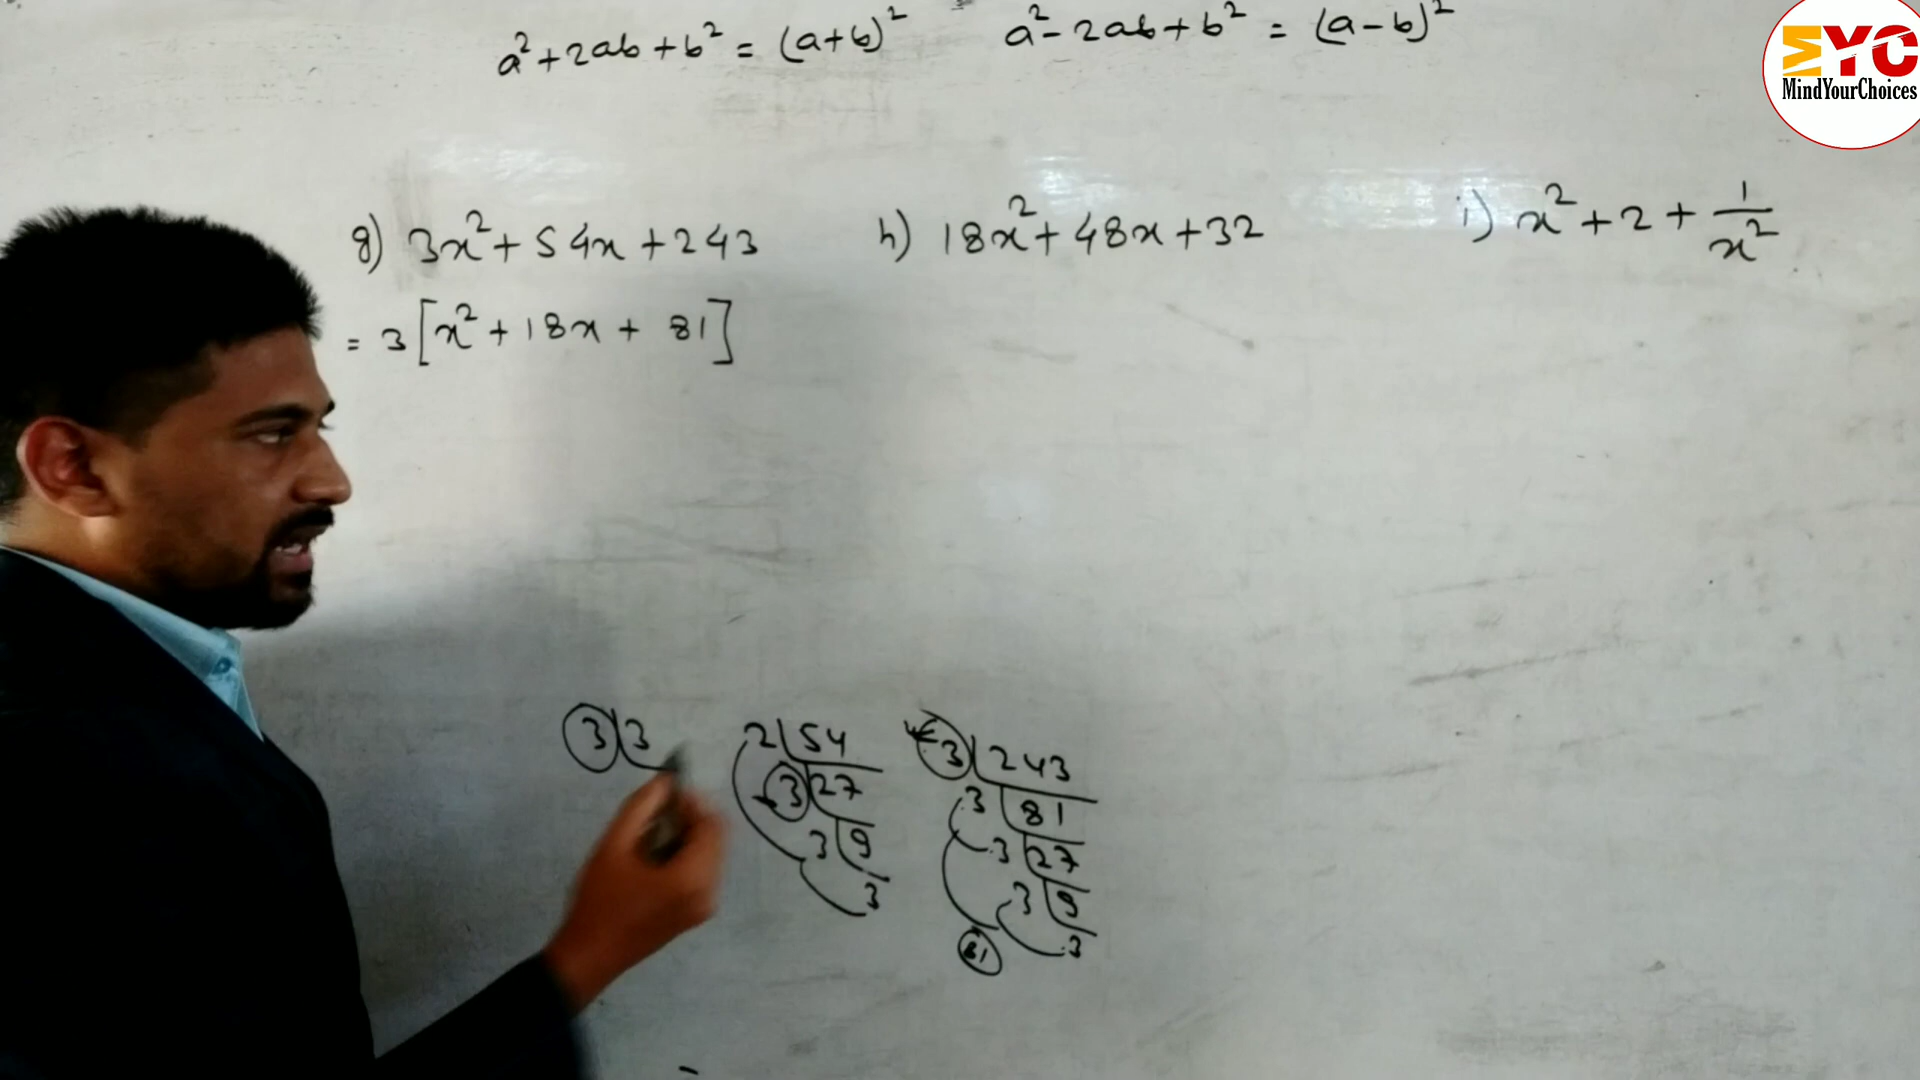 a²+2ab+b² = (a+b)² a²-2ab+b² = (a-b)²
MYC
MindYourChoices
g) 3x²+54x+243 h) 18x²+48x+32 i) x²+2+1/x²
= 3[x²+18x+81]
3 3 2 54 3 243
3 27 3 81
3 9 3 27
3 3 9
81 3